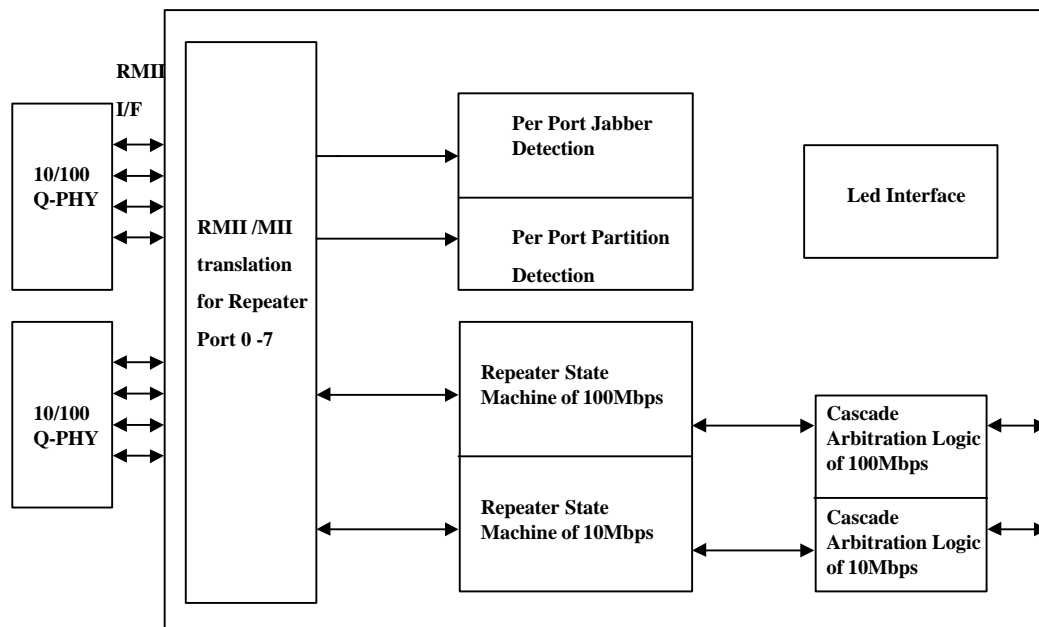 RMII
I/F
10/100
Q-PHY
10/100
Q-PHY
RMII /MII
translation
for Repeater
Port 0 -7
Per Port Jabber
Detection
Per Port Partition
Detection
Led Interface
Repeater State
Machine of 100Mbps
Repeater State
Machine of 10Mbps
Cascade
Arbitration Logic
of 100Mbps
Cascade
Arbitration Logic
of 10Mbps